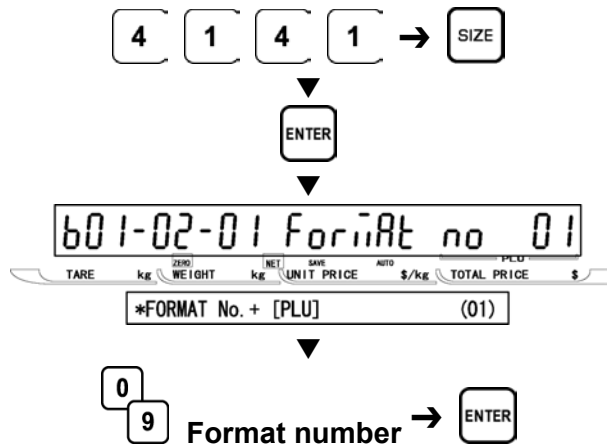 4 1 4 1 → SIZE
▼
ENTER
▼
b01-02-01 ForñAt no 01
ZERO NET SAVE AUTO PLU
TARE kg WEIGHT kg UNIT PRICE $/kg TOTAL PRICE $
*FORMAT No.+ [PLU] (01)
▼
0
9 Format number → ENTER